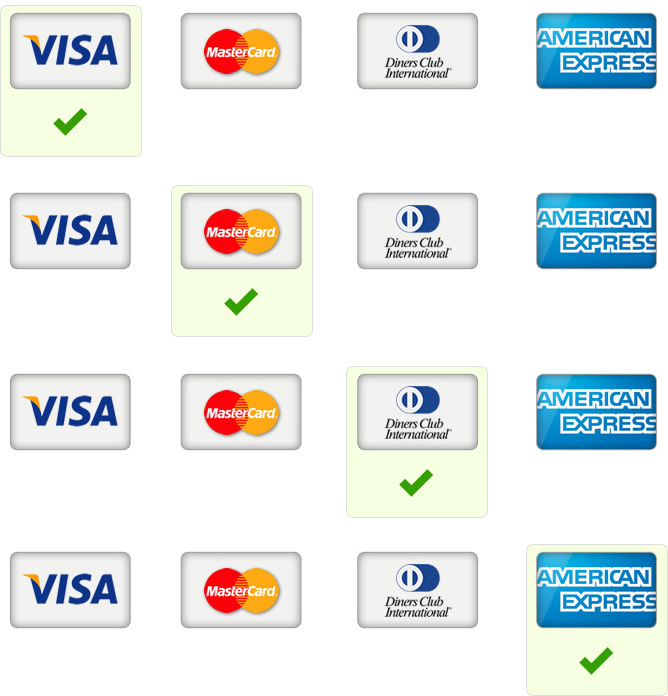 VISA
MasterCard
Diners Club
International
AMERICAN
EXPRESS
VISA
MasterCard
Diners Club
International
AMERICAN
EXPRESS
VISA
MasterCard
Diners Club
International
AMERICAN
EXPRESS
VISA
MasterCard
Diners Club
International
AMERICAN
EXPRESS